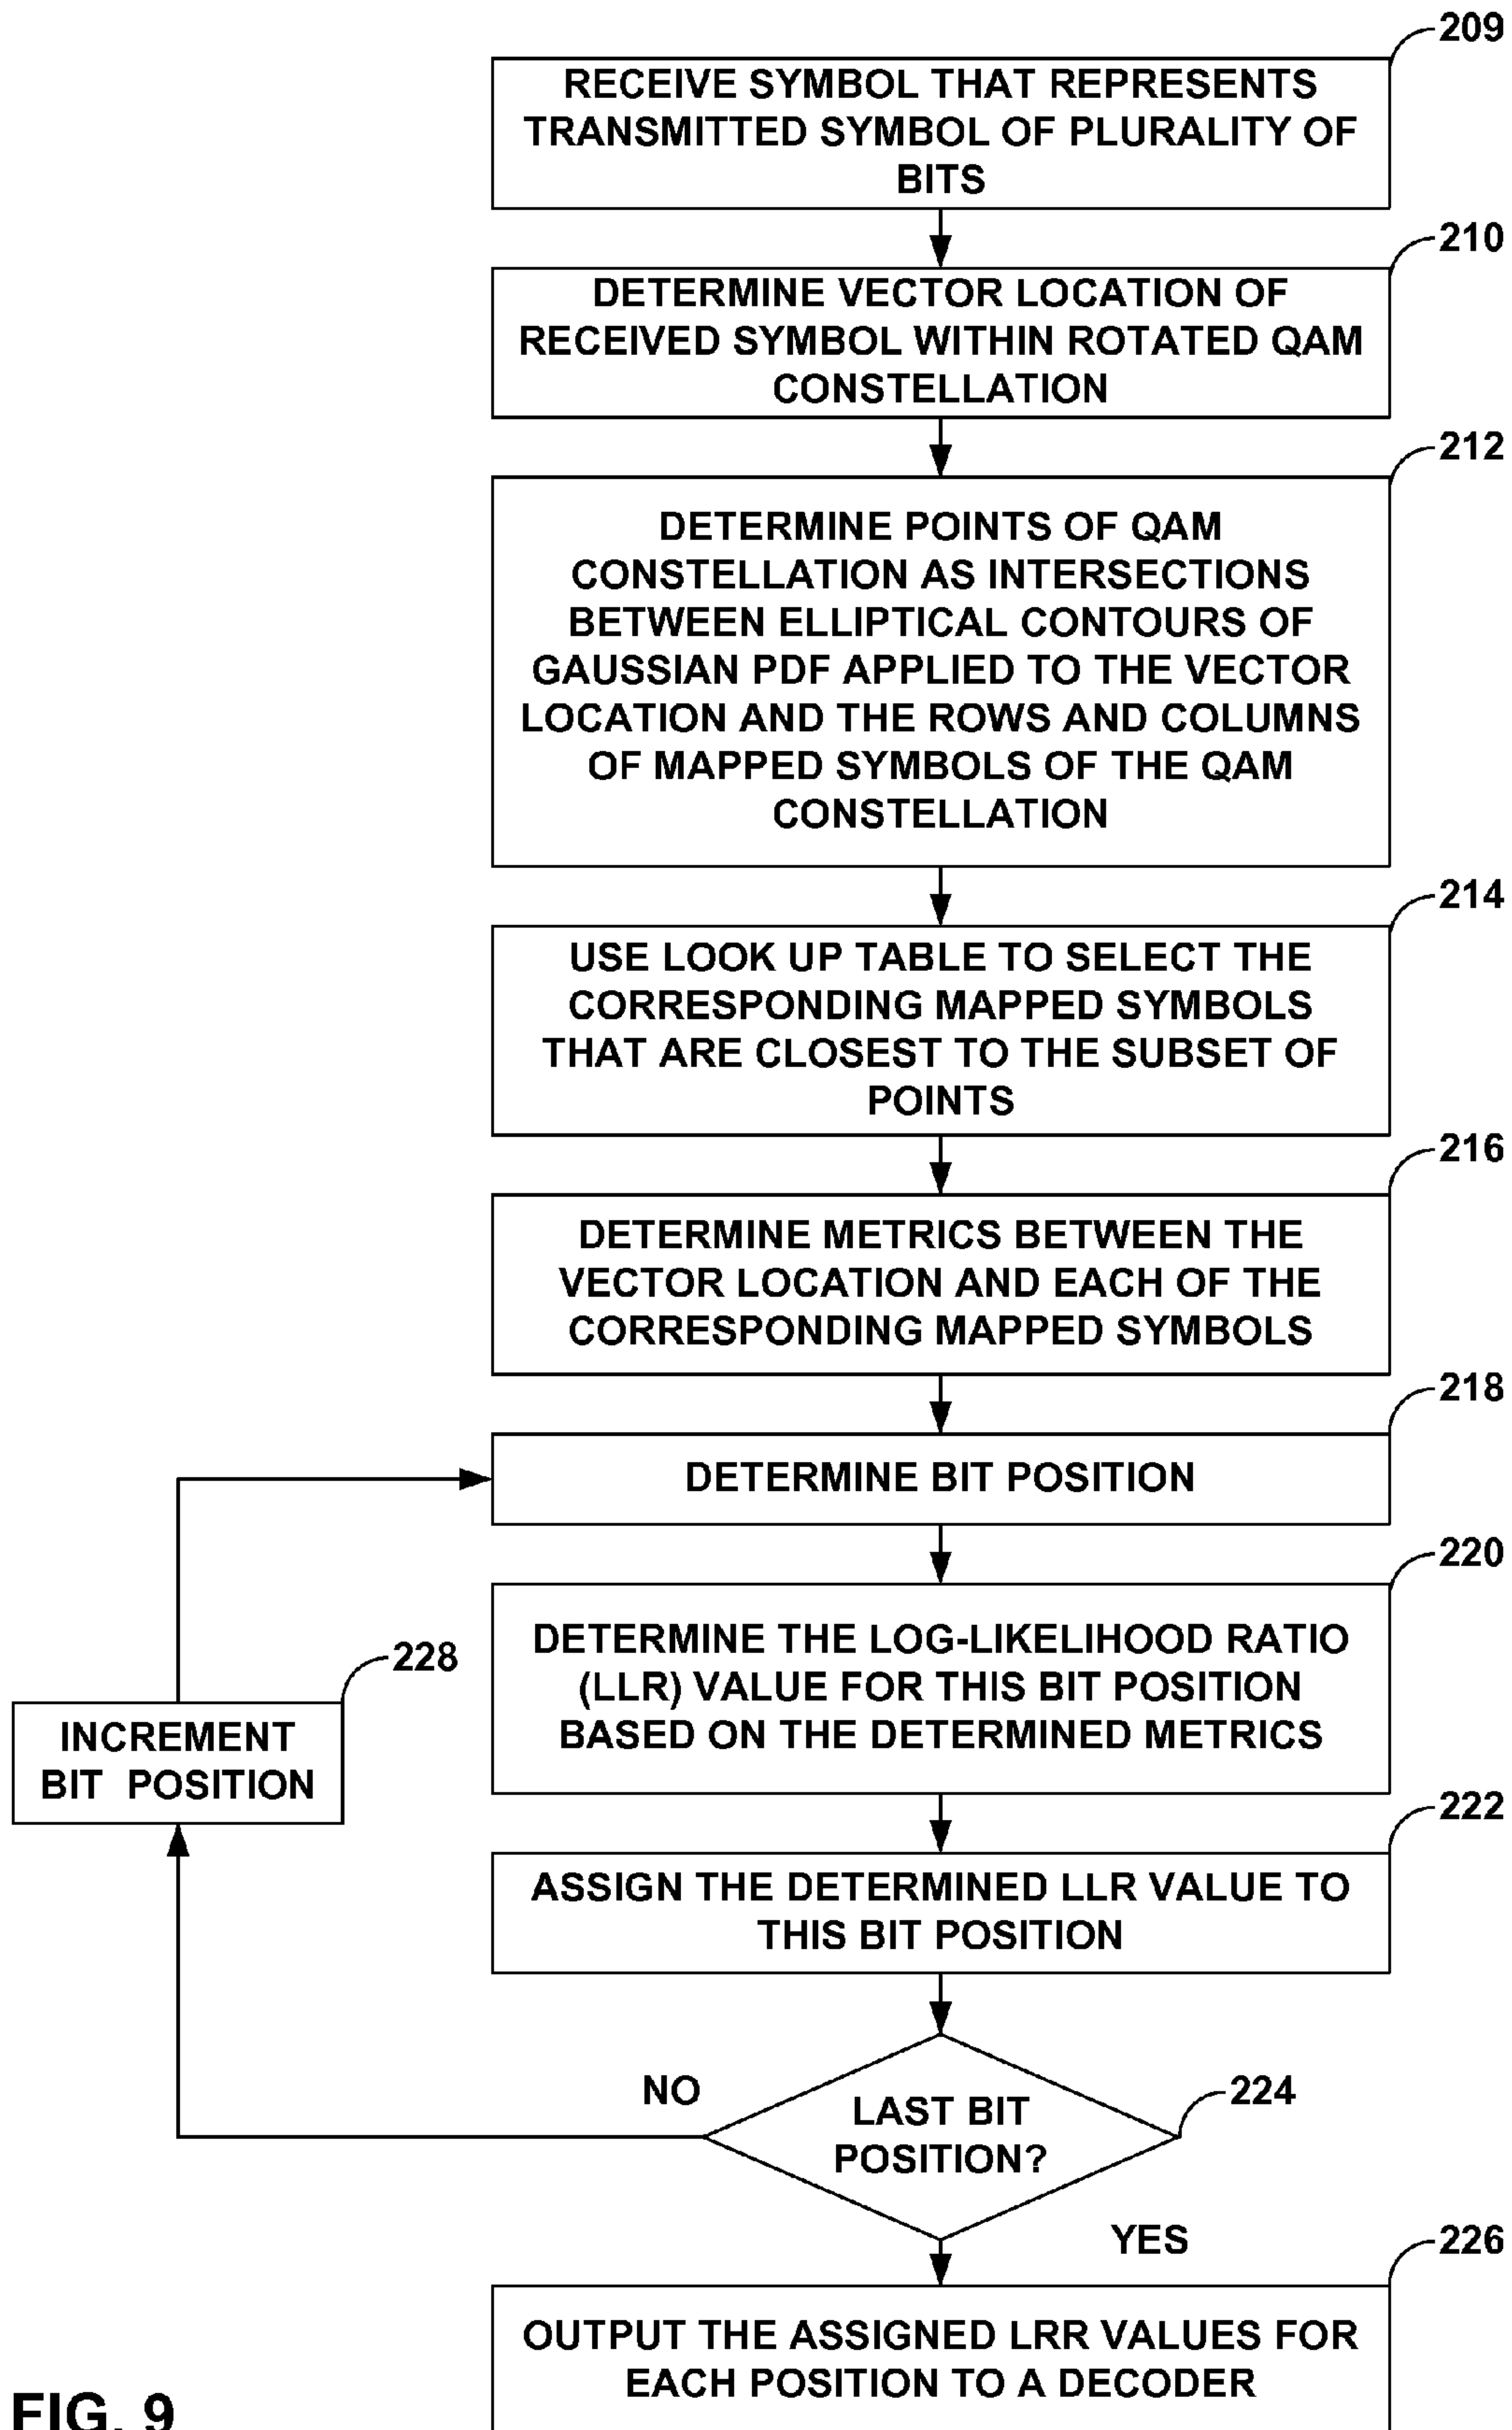 209
RECEIVE SYMBOL THAT REPRESENTS
TRANSMITTED SYMBOL OF PLURALITY OF
BITS
210
DETERMINE VECTOR LOCATION OF
RECEIVED SYMBOL WITHIN ROTATED QAM
CONSTELLATION
212
DETERMINE POINTS OF QAM
CONSTELLATION AS INTERSECTIONS
BETWEEN ELLIPTICAL CONTOURS OF
GAUSSIAN PDF APPLIED TO THE VECTOR
LOCATION AND THE ROWS AND COLUMNS
OF MAPPED SYMBOLS OF THE QAM
CONSTELLATION
214
USE LOOK UP TABLE TO SELECT THE
CORRESPONDING MAPPED SYMBOLS
THAT ARE CLOSEST TO THE SUBSET OF
POINTS
216
DETERMINE METRICS BETWEEN THE
VECTOR LOCATION AND EACH OF THE
CORRESPONDING MAPPED SYMBOLS
218
DETERMINE BIT POSITION
220
DETERMINE THE LOG-LIKELIHOOD RATIO
(LLR) VALUE FOR THIS BIT POSITION
BASED ON THE DETERMINED METRICS
228
INCREMENT
BIT POSITION
222
ASSIGN THE DETERMINED LLR VALUE TO
THIS BIT POSITION
NO
224
LAST BIT
POSITION?
YES
226
OUTPUT THE ASSIGNED LRR VALUES FOR
EACH POSITION TO A DECODER
FIG. 9